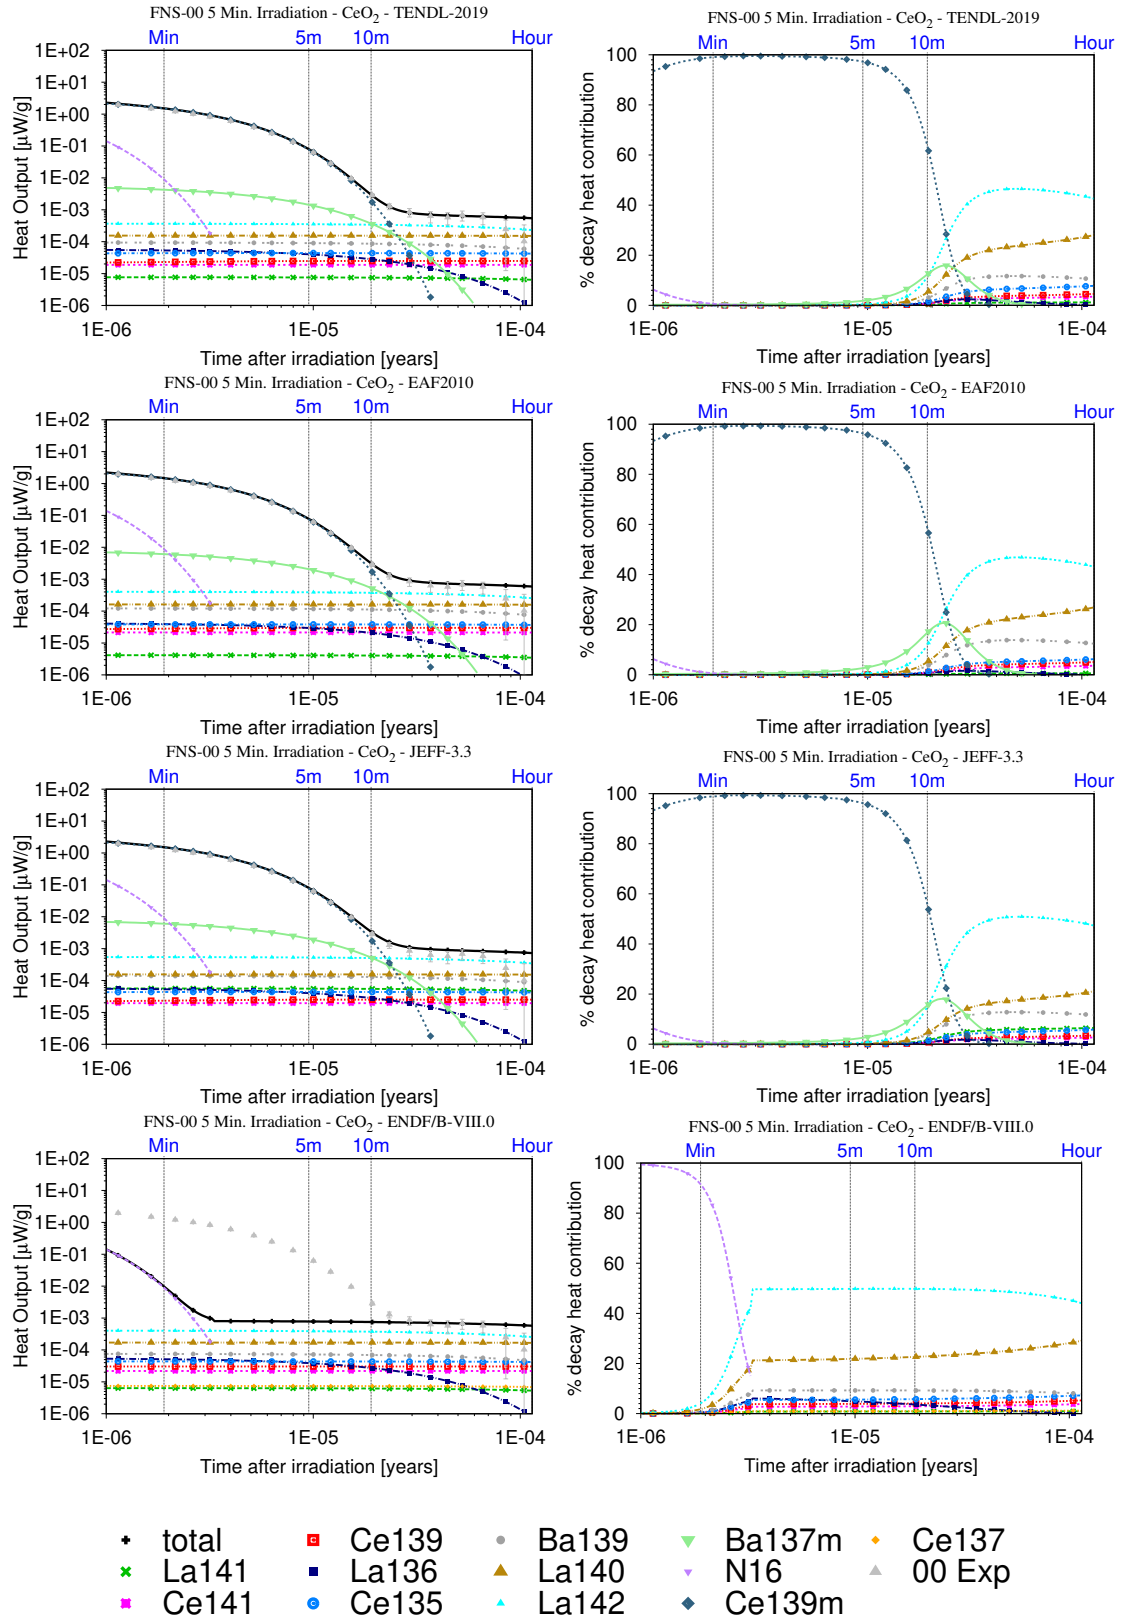 FNS-00 5 Min. Irradiation - CeO2 - TENDL-2019
Min 5m 10m Hour
1E+02
1E+01
1E+00
1E-01
1E-02
1E-03
1E-04
1E-05
1E-06
Heat Output [µW/g]
1E-06 1E-05 1E-04
Time after irradiation [years]
FNS-00 5 Min. Irradiation - CeO2 - TENDL-2019
Min 5m 10m Hour
100
80
60
40
20
0
% decay heat contribution
1E-06 1E-05 1E-04
Time after irradiation [years]
FNS-00 5 Min. Irradiation - CeO2 - EAF2010
Min 5m 10m Hour
1E+02
1E+01
1E+00
1E-01
1E-02
1E-03
1E-04
1E-05
1E-06
Heat Output [µW/g]
1E-06 1E-05 1E-04
Time after irradiation [years]
FNS-00 5 Min. Irradiation - CeO2 - EAF2010
Min 5m 10m Hour
100
80
60
40
20
0
% decay heat contribution
1E-06 1E-05 1E-04
Time after irradiation [years]
FNS-00 5 Min. Irradiation - CeO2 - JEFF-3.3
Min 5m 10m Hour
1E+02
1E+01
1E+00
1E-01
1E-02
1E-03
1E-04
1E-05
1E-06
Heat Output [µW/g]
1E-06 1E-05 1E-04
Time after irradiation [years]
FNS-00 5 Min. Irradiation - CeO2 - JEFF-3.3
Min 5m 10m Hour
100
80
60
40
20
0
% decay heat contribution
1E-06 1E-05 1E-04
Time after irradiation [years]
FNS-00 5 Min. Irradiation - CeO2 - ENDF/B-VIII.0
Min 5m 10m Hour
1E+02
1E+01
1E+00
1E-01
1E-02
1E-03
1E-04
1E-05
1E-06
Heat Output [µW/g]
1E-06 1E-05 1E-04
Time after irradiation [years]
FNS-00 5 Min. Irradiation - CeO2 - ENDF/B-VIII.0
Min 5m 10m Hour
100
80
60
40
20
0
% decay heat contribution
1E-06 1E-05 1E-04
Time after irradiation [years]
total Ce139 Ba139 Ba137m Ce137
La141 La136 La140 N16 00 Exp
Ce141 Ce135 La142 Ce139m